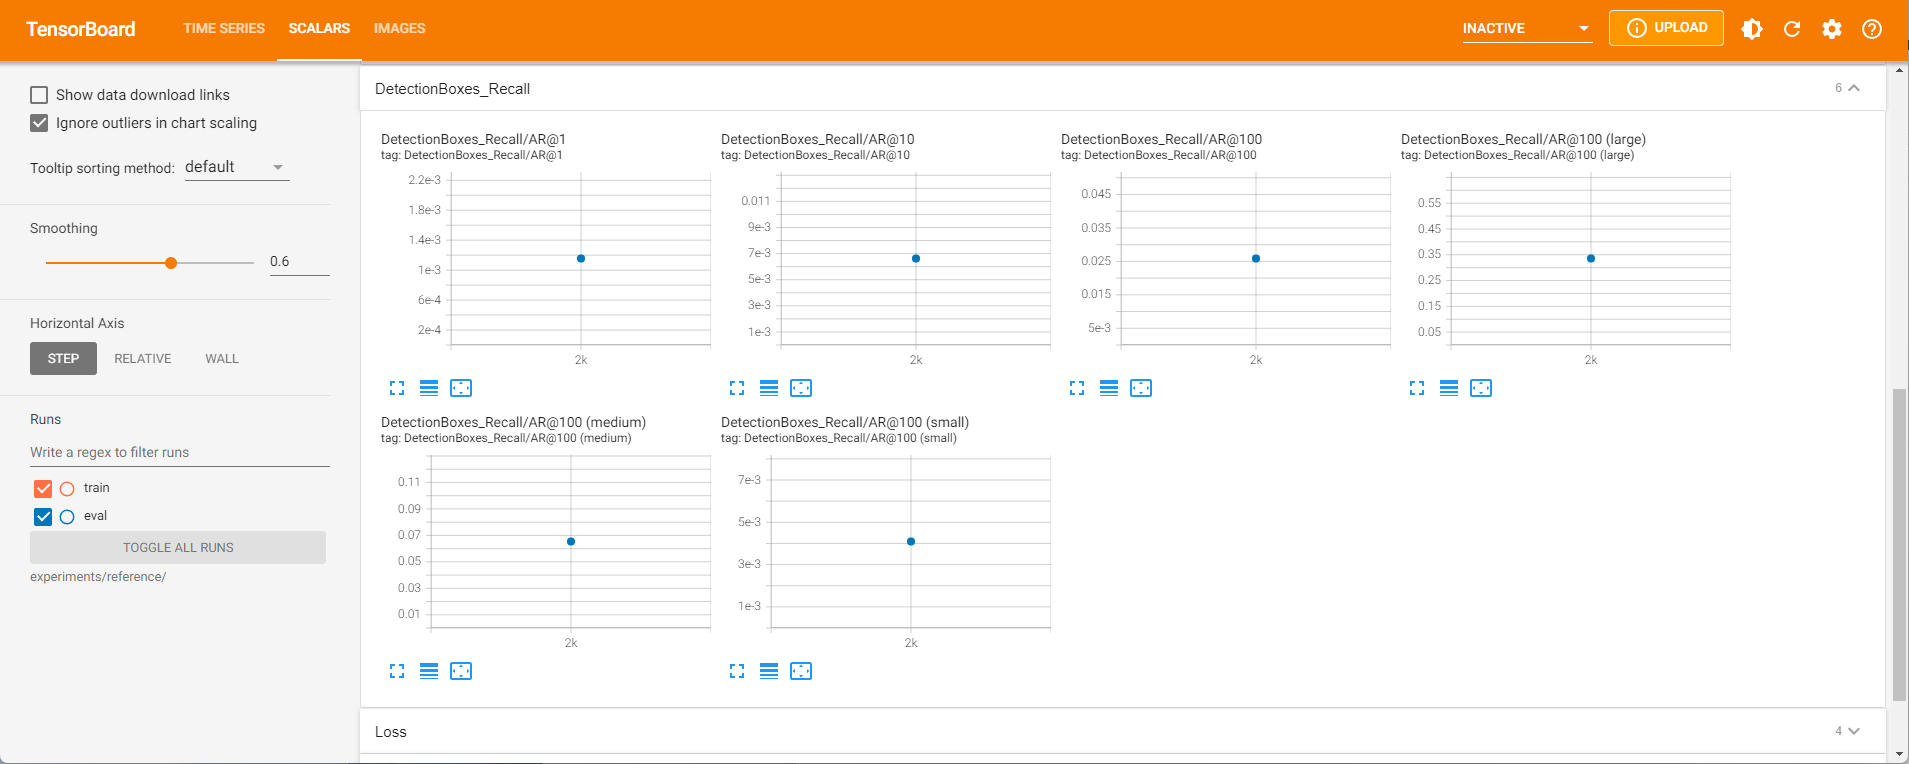 TensorBoard
TIME SERIES
SCALARS
IMAGES
INACTIVE
UPLOAD
Show data download links
Ignore outliers in chart scaling
Tooltip sorting method: default
Smoothing
0.6
Horizontal Axis
STEP
RELATIVE
WALL
Runs
Write a regex to filter runs
train
eval
TOGGLE ALL RUNS
experiments/reference/
DetectionBoxes_Recall
6
DetectionBoxes_Recall/AR@1
tag: DetectionBoxes_Recall/AR@1
2.2e-3
1.8e-3
1.4e-3
1e-3
6e-4
2e-4
2k
DetectionBoxes_Recall/AR@10
tag: DetectionBoxes_Recall/AR@10
0.011
9e-3
7e-3
5e-3
3e-3
1e-3
2k
DetectionBoxes_Recall/AR@100
tag: DetectionBoxes_Recall/AR@100
0.045
0.035
0.025
0.015
5e-3
2k
DetectionBoxes_Recall/AR@100 (large)
tag: DetectionBoxes_Recall/AR@100 (large)
0.55
0.45
0.35
0.25
0.15
0.05
2k
DetectionBoxes_Recall/AR@100 (medium)
tag: DetectionBoxes_Recall/AR@100 (medium)
0.11
0.09
0.07
0.05
0.03
0.01
2k
DetectionBoxes_Recall/AR@100 (small)
tag: DetectionBoxes_Recall/AR@100 (small)
7e-3
5e-3
3e-3
1e-3
2k
Loss
4